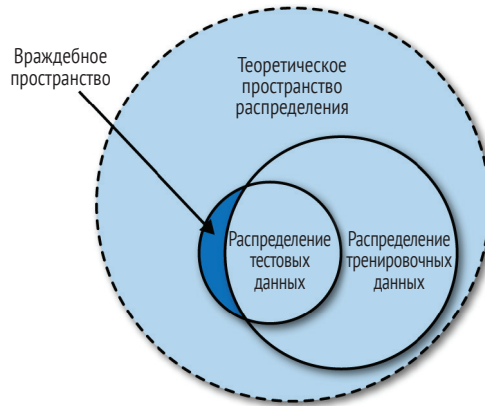 Враждебное
пространство
Теоретическое
пространство
распределения
Распределение
тестовых
данных
Распределение
тренировочных
данных